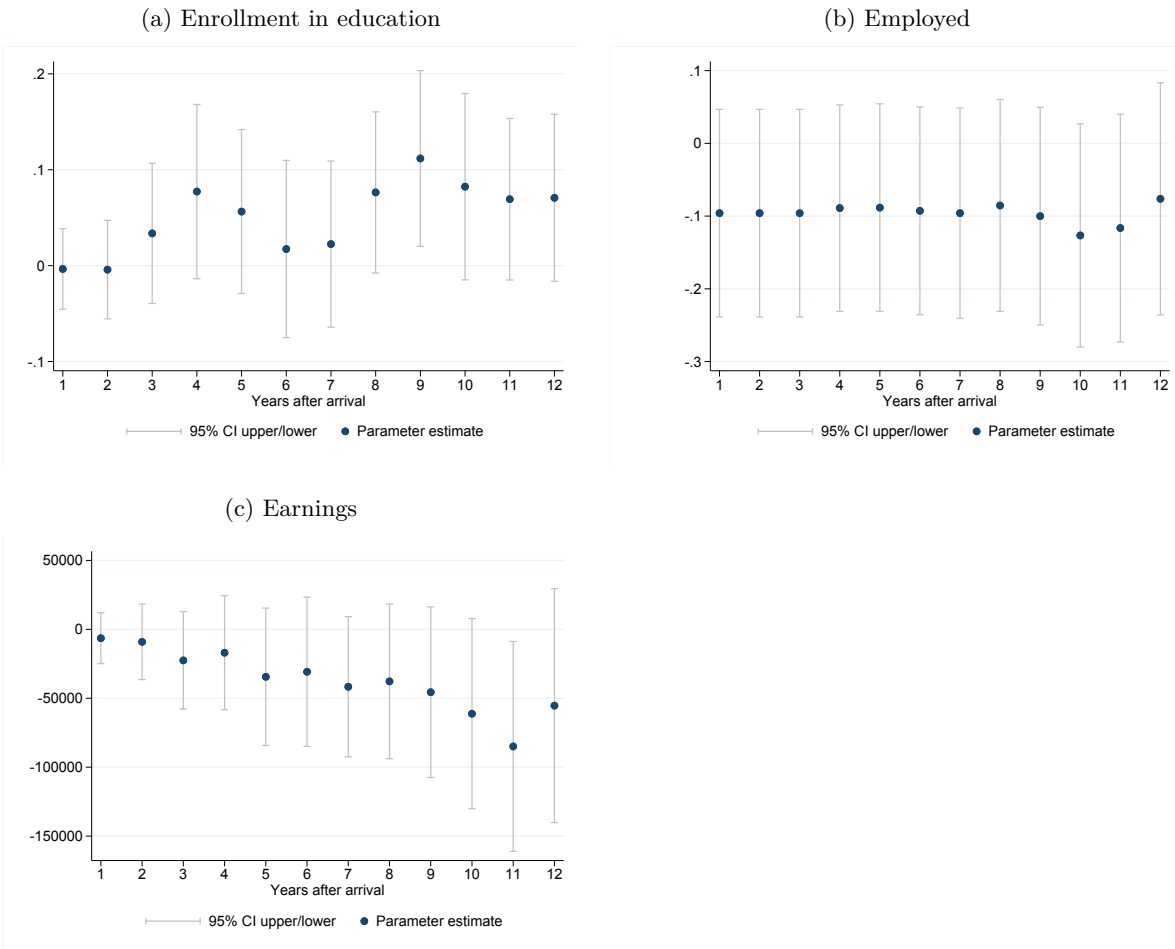 (a) Enrollment in education
.2
.1
0
-.1
1 2 3 4 5 6 7 8 9 10 11 12
Years after arrival
95% CI upper/lower Parameter estimate
(b) Employed
.1
0
-.1
-.2
-.3
1 2 3 4 5 6 7 8 9 10 11 12
Years after arrival
95% CI upper/lower Parameter estimate
(c) Earnings
50000
0
-50000
-100000
-150000
1 2 3 4 5 6 7 8 9 10 11 12
Years after arrival
95% CI upper/lower Parameter estimate